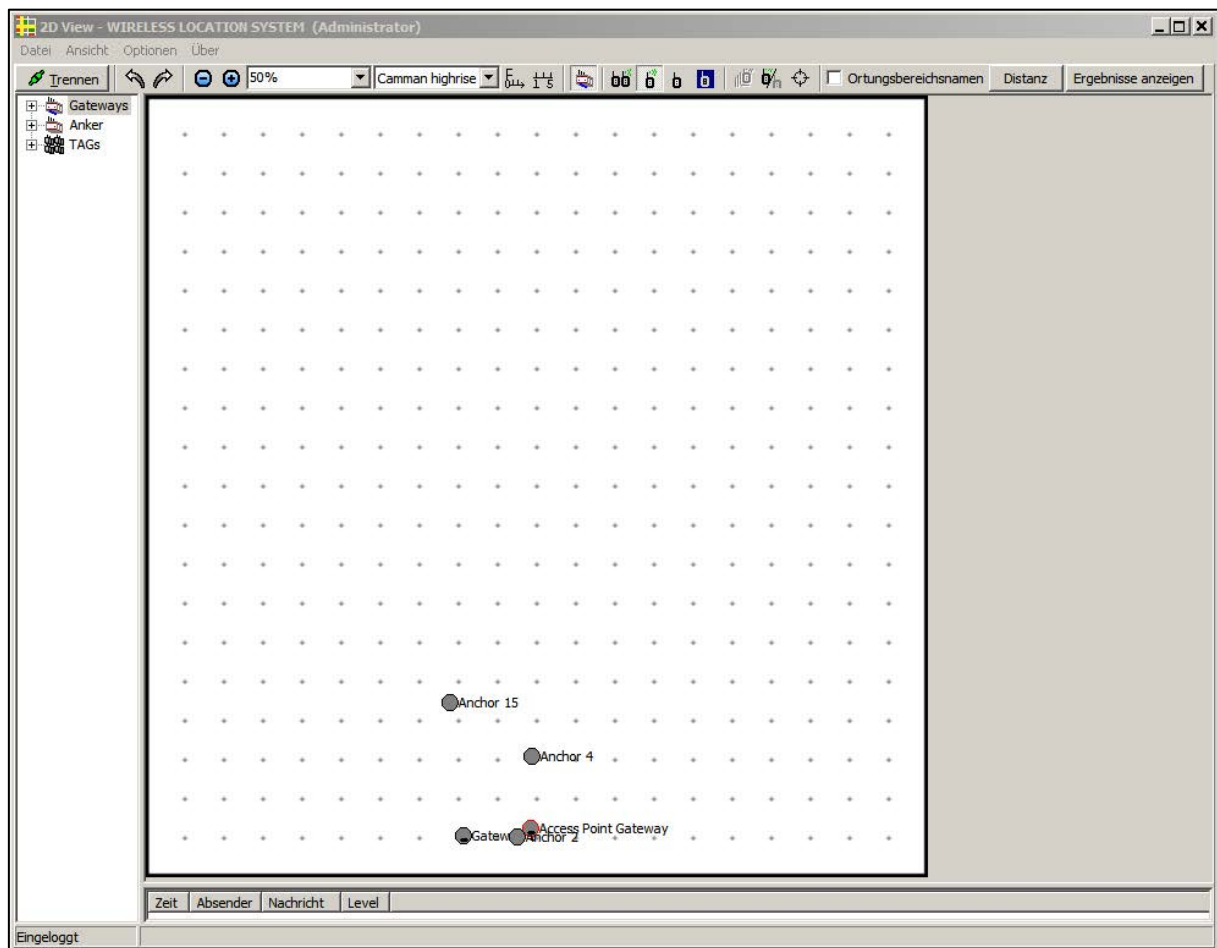 2D View - WIRELESS LOCATION SYSTEM (Administrator)
Datei Ansicht Optionen Über
Trennen 50% Camman highrise Ortungsbereichsnamen Distanz Ergebnisse anzeigen
Gateways
Anker
TAGs
Anchor 15
Anchor 4
Access Point Gateway
Gatew Anchor 2
Zeit Absender Nachricht Level
Eingeloggt